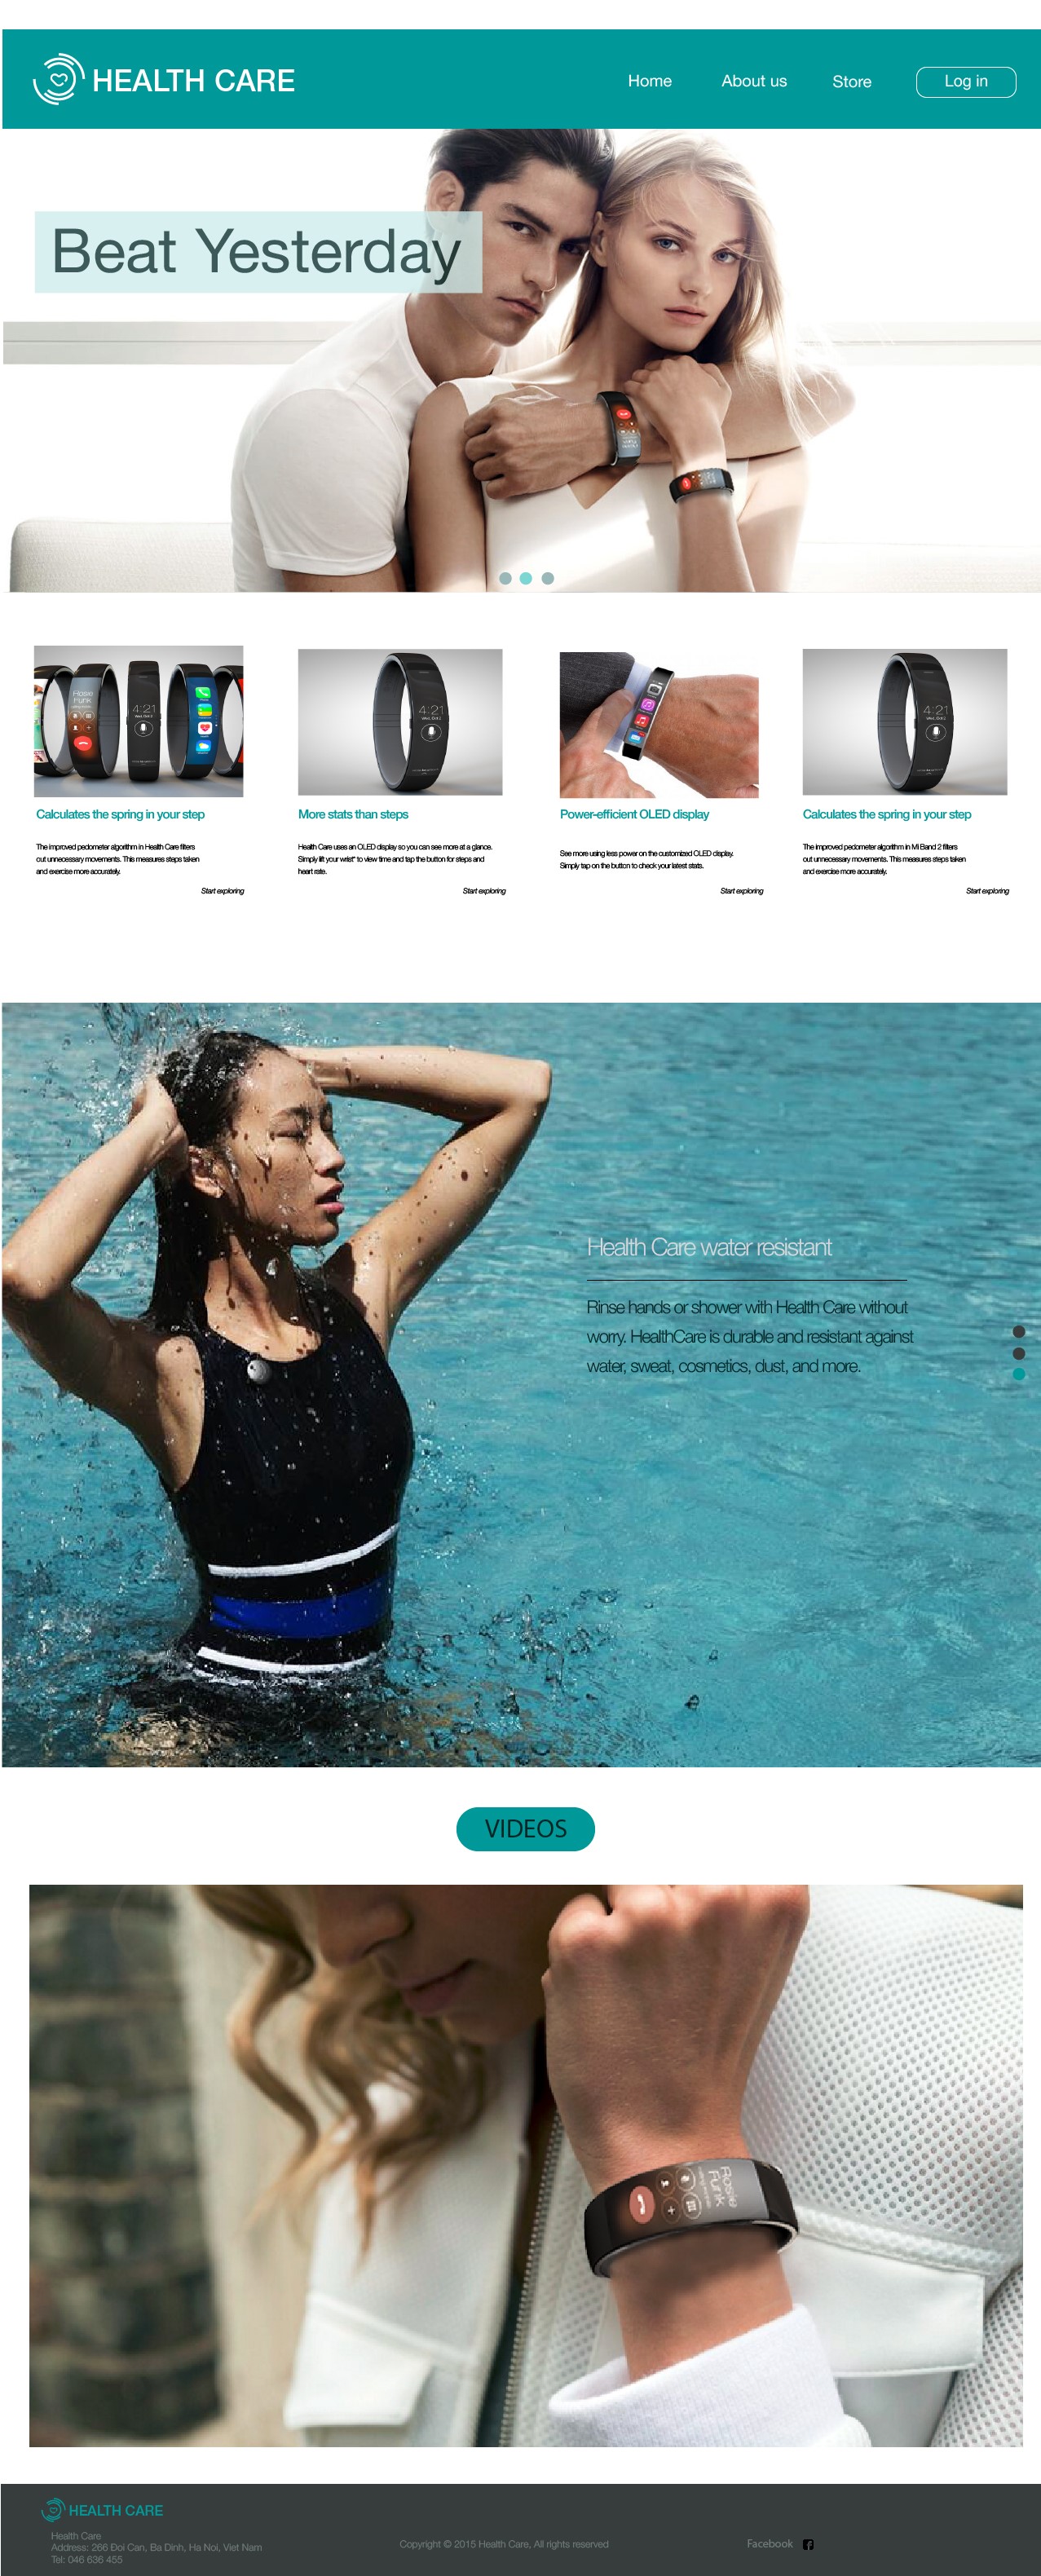 HEALTH CARE
Home
About us
Store
Log in
Beat Yesterday
4:21
4:21
4:21
Calculates the spring in your step
The improved pedometer algorithm in Health Care filters
out unnecessary movements. This measures steps taken
and exercise more accurately.
Start exploring
More stats than steps
Health Care uses an OLED display so you can see more at a glance.
Simply lift your wrist* to view time and tap the button for steps and
heart rate.
Start exploring
Power-efficient OLED display
See more using less power on the customized OLED display.
Simply tap on the button to check your latest stats.
Start exploring
Calculates the spring in your step
The improved pedometer algorithm in Mi Band 2 filters
out unnecessary movements. This measures steps taken
and exercise more accurately.
Start exploring
Health Care water resistant
Rinse hands or shower with Health Care without
worry. HealthCare is durable and resistant against
water, sweat, cosmetics, dust, and more.
VIDEOS
HEALTH CARE
Health Care
Address: 266 Đoi Can, Ba Dinh, Ha Noi, Viet Nam
Tel: 046 636 455
Copyright © 2015 Health Care, All rights reserved
Facebook